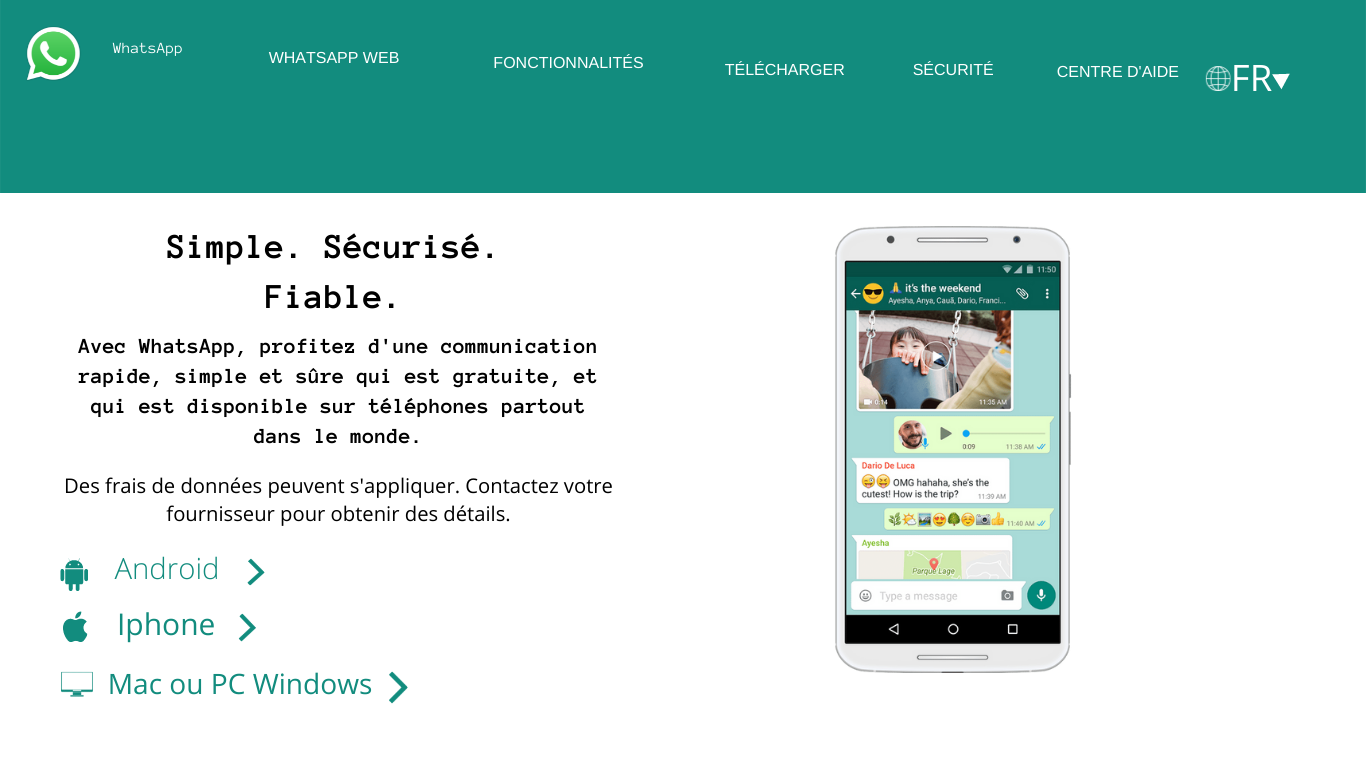 WhatsApp
WHATSAPP WEB
FONCTIONNALITÉS
TÉLÉCHARGER
SÉCURITÉ
CENTRE D'AIDE
FR
Simple. Sécurisé.
Fiable.
Avec WhatsApp, profitez d'une communication
rapide, simple et sûre qui est gratuite, et
qui est disponible sur téléphones partout
dans le monde.
Des frais de données peuvent s'appliquer. Contactez votre
fournisseur pour obtenir des détails.
Android
Iphone
Mac ou PC Windows
11:50
it's the weekend
Ayesha, Anya, Cauã, Dario, Franci...
0:14 11:35 AM
0:09 11:38 AM
Dario De Luca
OMG hahaha, she's the
cutest! How is the trip?
11:39 AM
11:40 AM
Ayesha
Parque Lage
Type a message